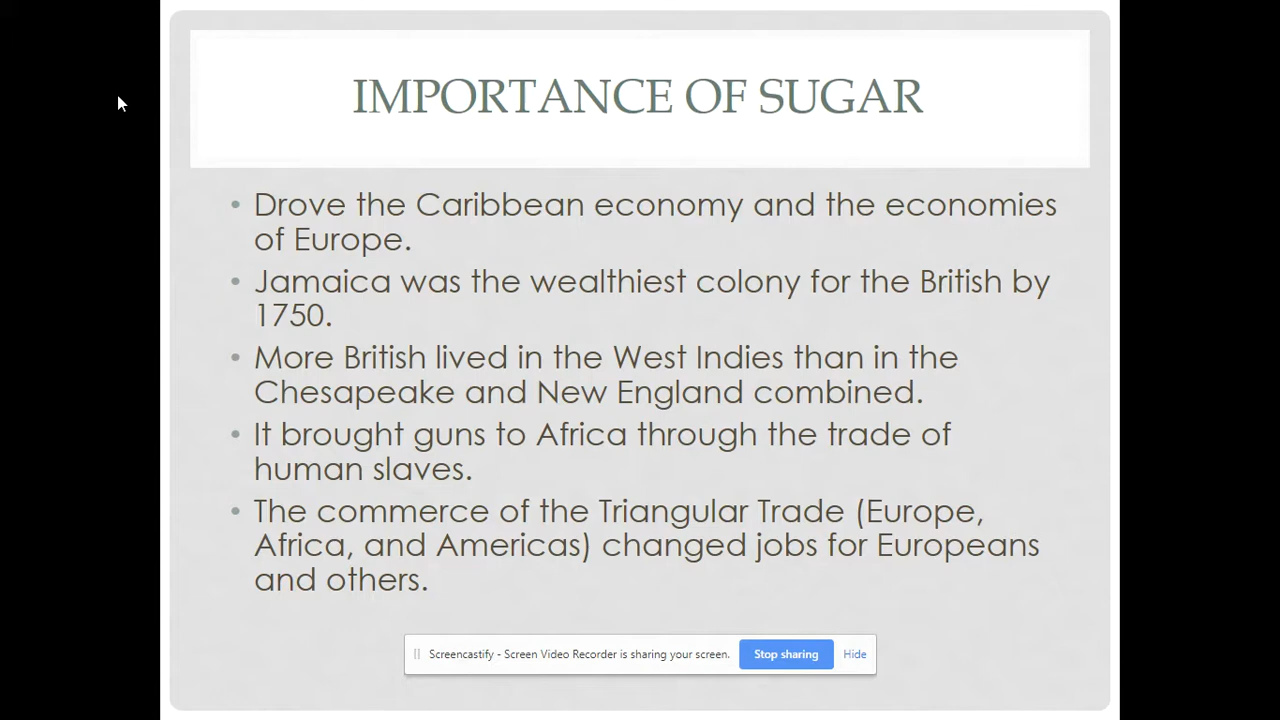 IMPORTANCE OF SUGAR
• Drove the Caribbean economy and the economies
of Europe.
• Jamaica was the wealthiest colony for the British by
1750.
• More British lived in the West Indies than in the
Chesapeake and New England combined.
• It brought guns to Africa through the trade of
human slaves.
• The commerce of the Triangular Trade (Europe,
Africa, and Americas) changed jobs for Europeans
and others.
Screencastify - Screen Video Recorder is sharing your screen. Stop sharing Hide